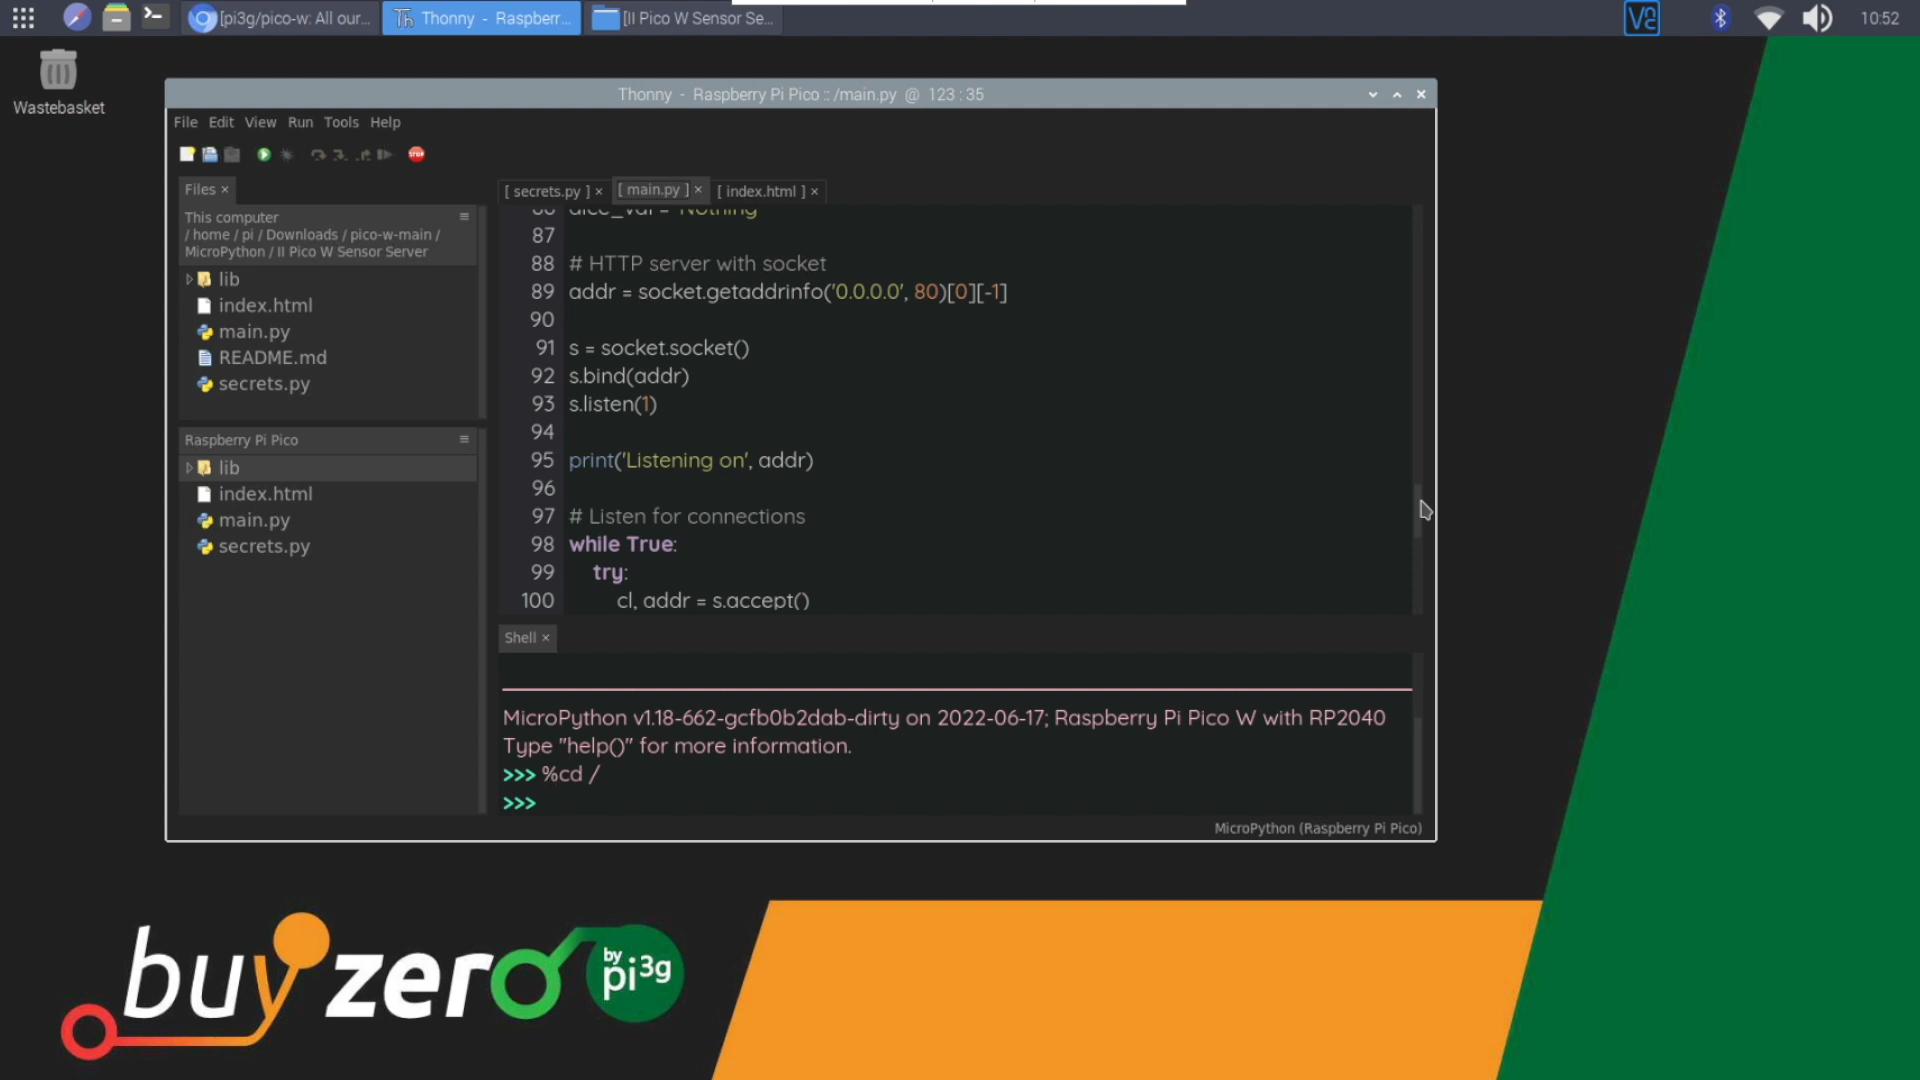 [pi3g/pico-w: All our...
Thonny - Raspberr...
[II Pico W Sensor Se...
10:52
Wastebasket
Thonny - Raspberry Pi Pico :: /main.py @ 123 : 35
File Edit View Run Tools Help
STOP
Files ×
[ secrets.py ] × [ main.py ] × [ index.html ] ×
This computer
/ home / pi / Downloads / pico-w-main /
MicroPython / II Pico W Sensor Server
lib
index.html
main.py
README.md
secrets.py
Raspberry Pi Pico
lib
index.html
main.py
secrets.py
86 dice_val = "Nothing"
87
88 # HTTP server with socket
89 addr = socket.getaddrinfo('0.0.0.0', 80)[0][-1]
90
91 s = socket.socket()
92 s.bind(addr)
93 s.listen(1)
94
95 print('Listening on', addr)
96
97 # Listen for connections
98 while True:
99 try:
100 cl, addr = s.accept()
Shell ×
MicroPython v1.18-662-gcfb0b2dab-dirty on 2022-06-17; Raspberry Pi Pico W with RP2040
Type "help()" for more information.
>>> %cd /
>>>
MicroPython (Raspberry Pi Pico)
buyzero
by
pi3g